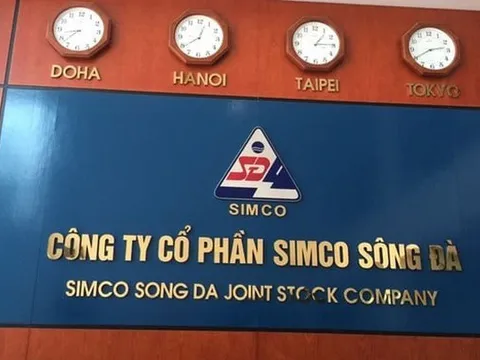 DOHA HANOI TAIPEI TOKYO
SDA
SIMCO
CÔNG TY CỔ PHẦN SIMCO SÔNG ĐÀ
SIMCO SONG DA JOINT STOCK COMPANY